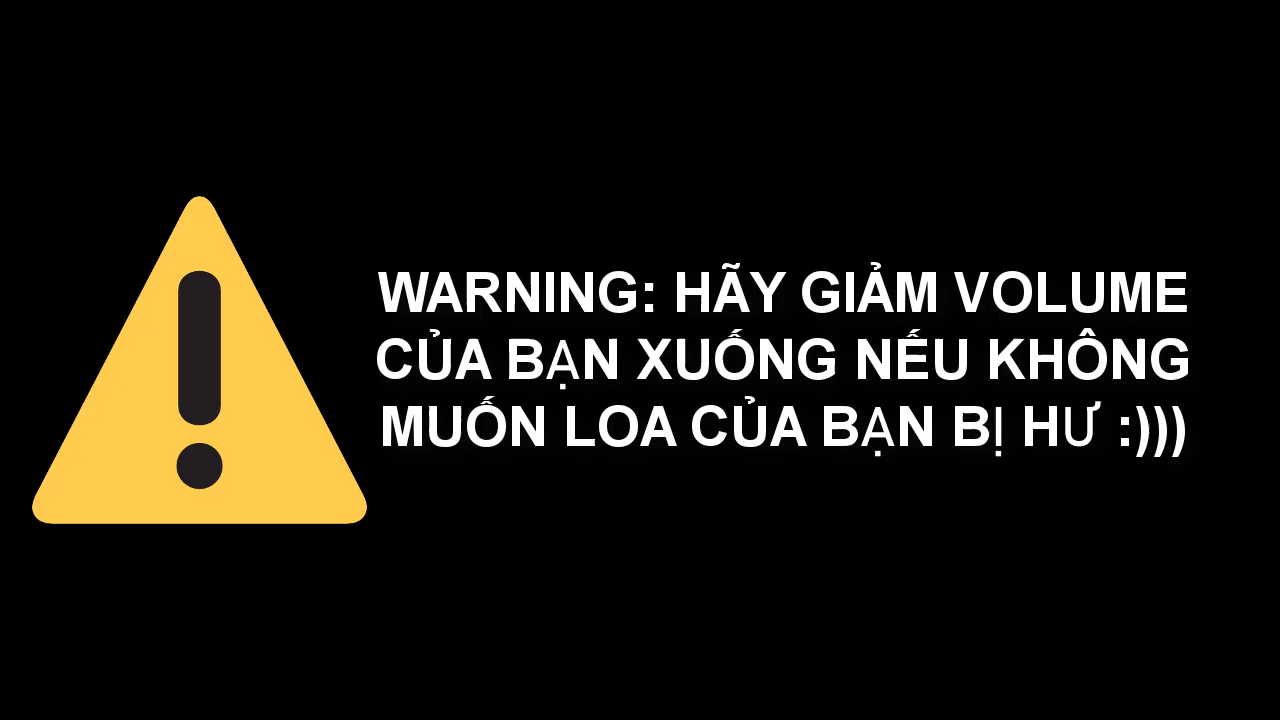 WARNING: HÃY GIẢM VOLUME
CỦA BẠN XUỐNG NẾU KHÔNG
MUỐN LOA CỦA BẠN BỊ HƯ :)))